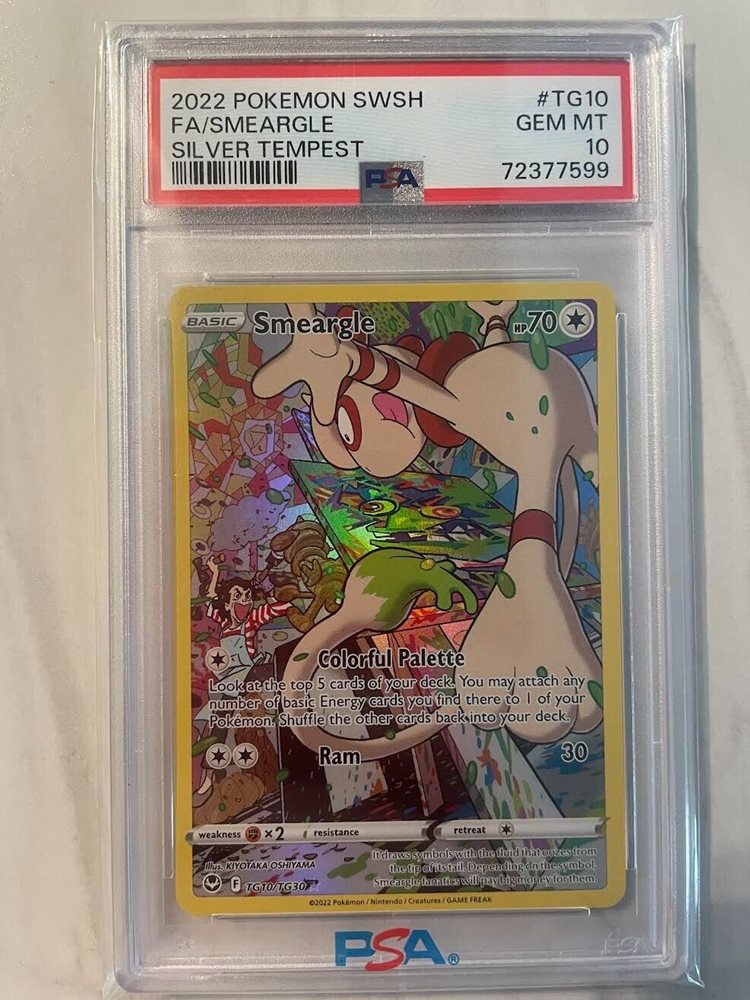 2022 POKEMON SWSH #TG10
FA/SMEARGLE GEM MT
SILVER TEMPEST 10
PSA 72377599
BASIC Smeargle HP70
Colorful Palette
Look at the top 5 cards of your deck. You may attach any
number of basic Energy cards you find there to 1 of your
Pokémon. Shuffle the other cards back into your deck.
Ram 30
weakness ×2 resistance retreat
Illus. KIYOTAKA OSHIYAMA
It draws symbols with the fluid that oozes from
the tip of its tail. Depending on the symbol,
Smeargle fanatics will pay big money for them.
F TG10/TG30
©2022 Pokémon / Nintendo / Creatures / GAME FREAK
PSA®
PSA